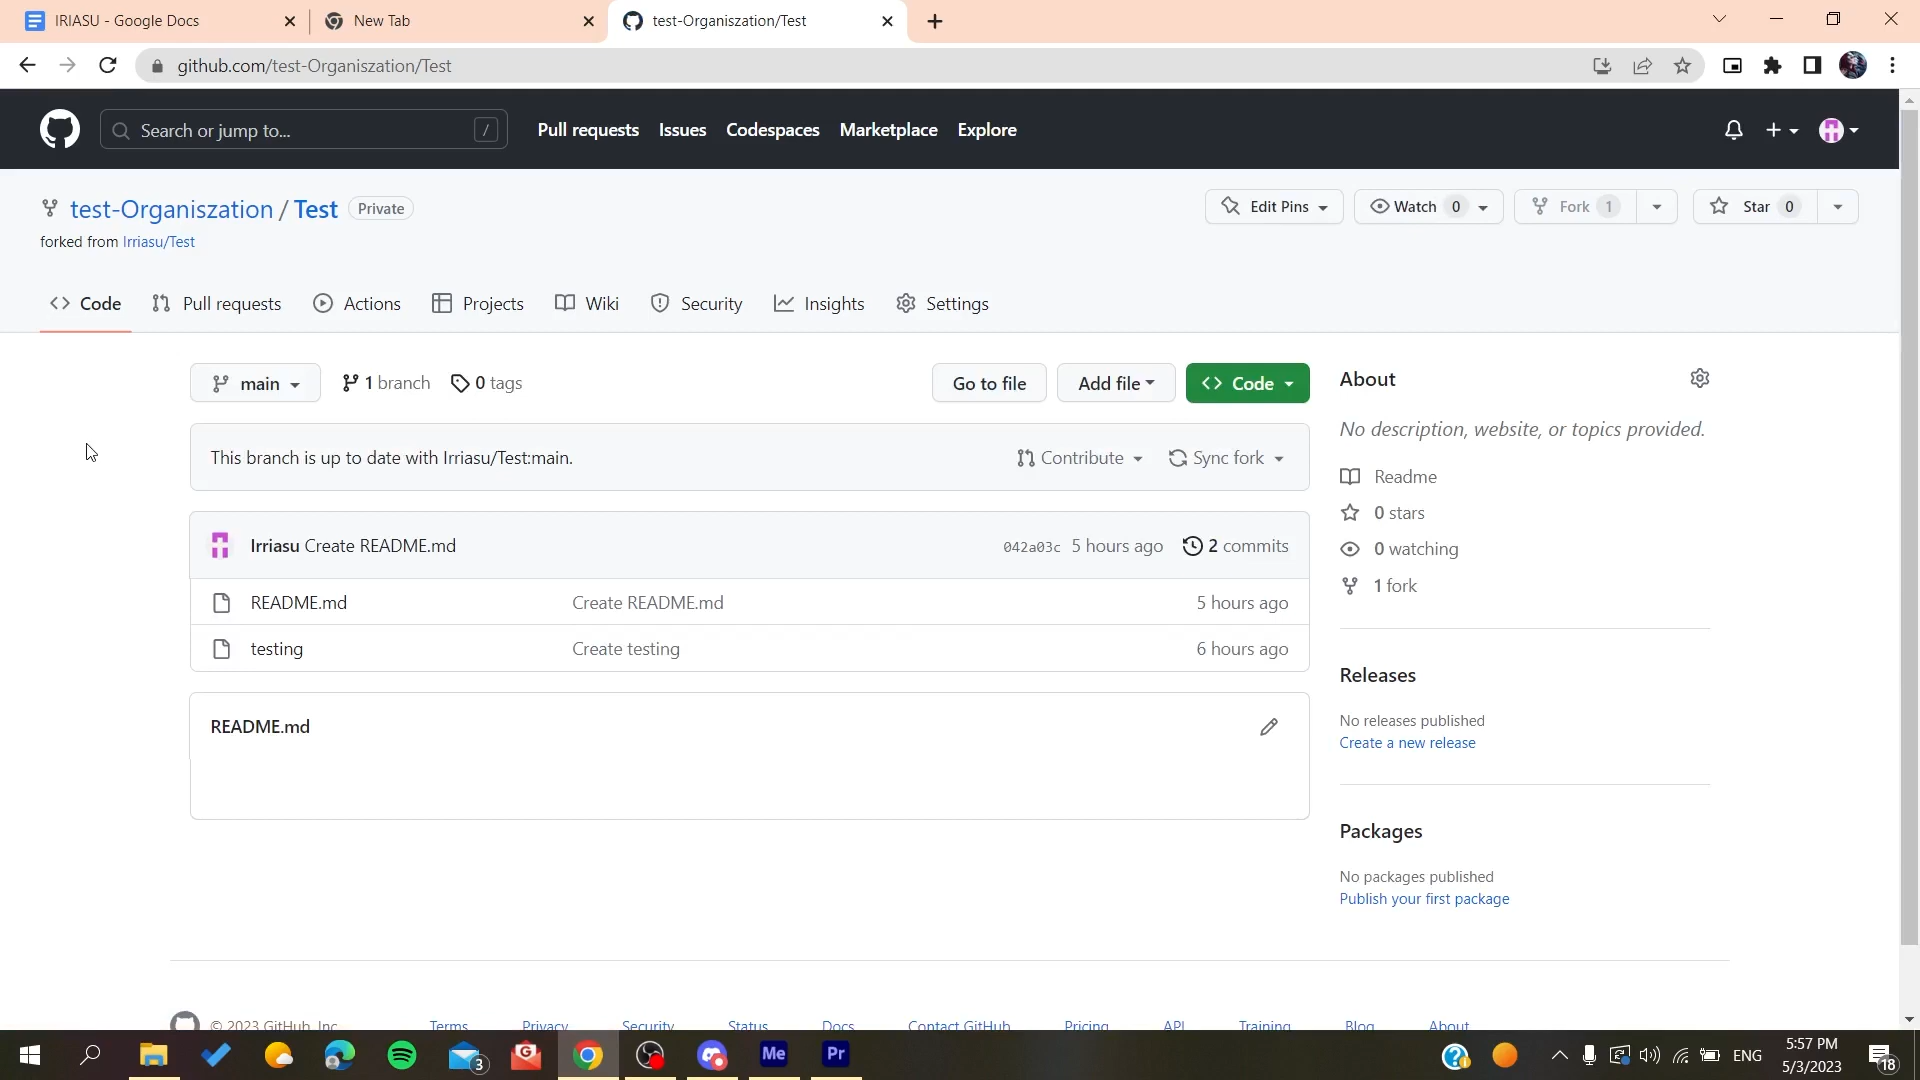 IRIASU - Google Docs
New Tab
test-Organiszation/Test
github.com/test-Organiszation/Test
Search or jump to...
/
Pull requests Issues Codespaces Marketplace Explore
test-Organiszation / Test Private
Edit Pins Watch 0 Fork 1 Star 0
forked from Irriasu/Test
Code Pull requests Actions Projects Wiki Security Insights Settings
main 1 branch 0 tags Go to file Add file Code
This branch is up to date with Irriasu/Test:main. Contribute Sync fork
Irriasu Create README.md 042a03c 5 hours ago 2 commits
README.md Create README.md 5 hours ago
testing Create testing 6 hours ago
README.md
About
No description, website, or topics provided.
Readme
0 stars
0 watching
1 fork
Releases
No releases published
Create a new release
Packages
No packages published
Publish your first package
© 2023 GitHub, Inc. Terms Privacy Security Status Docs Contact GitHub Pricing API Training Blog About
3
G
Me
Pr
ENG
5:57 PM
5/3/2023
18